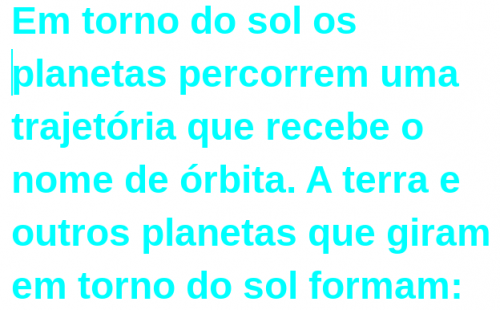 Em torno do sol os
planetas percorrem uma
trajetória que recebe o
nome de órbita. A terra e
outros planetas que giram
em torno do sol formam: